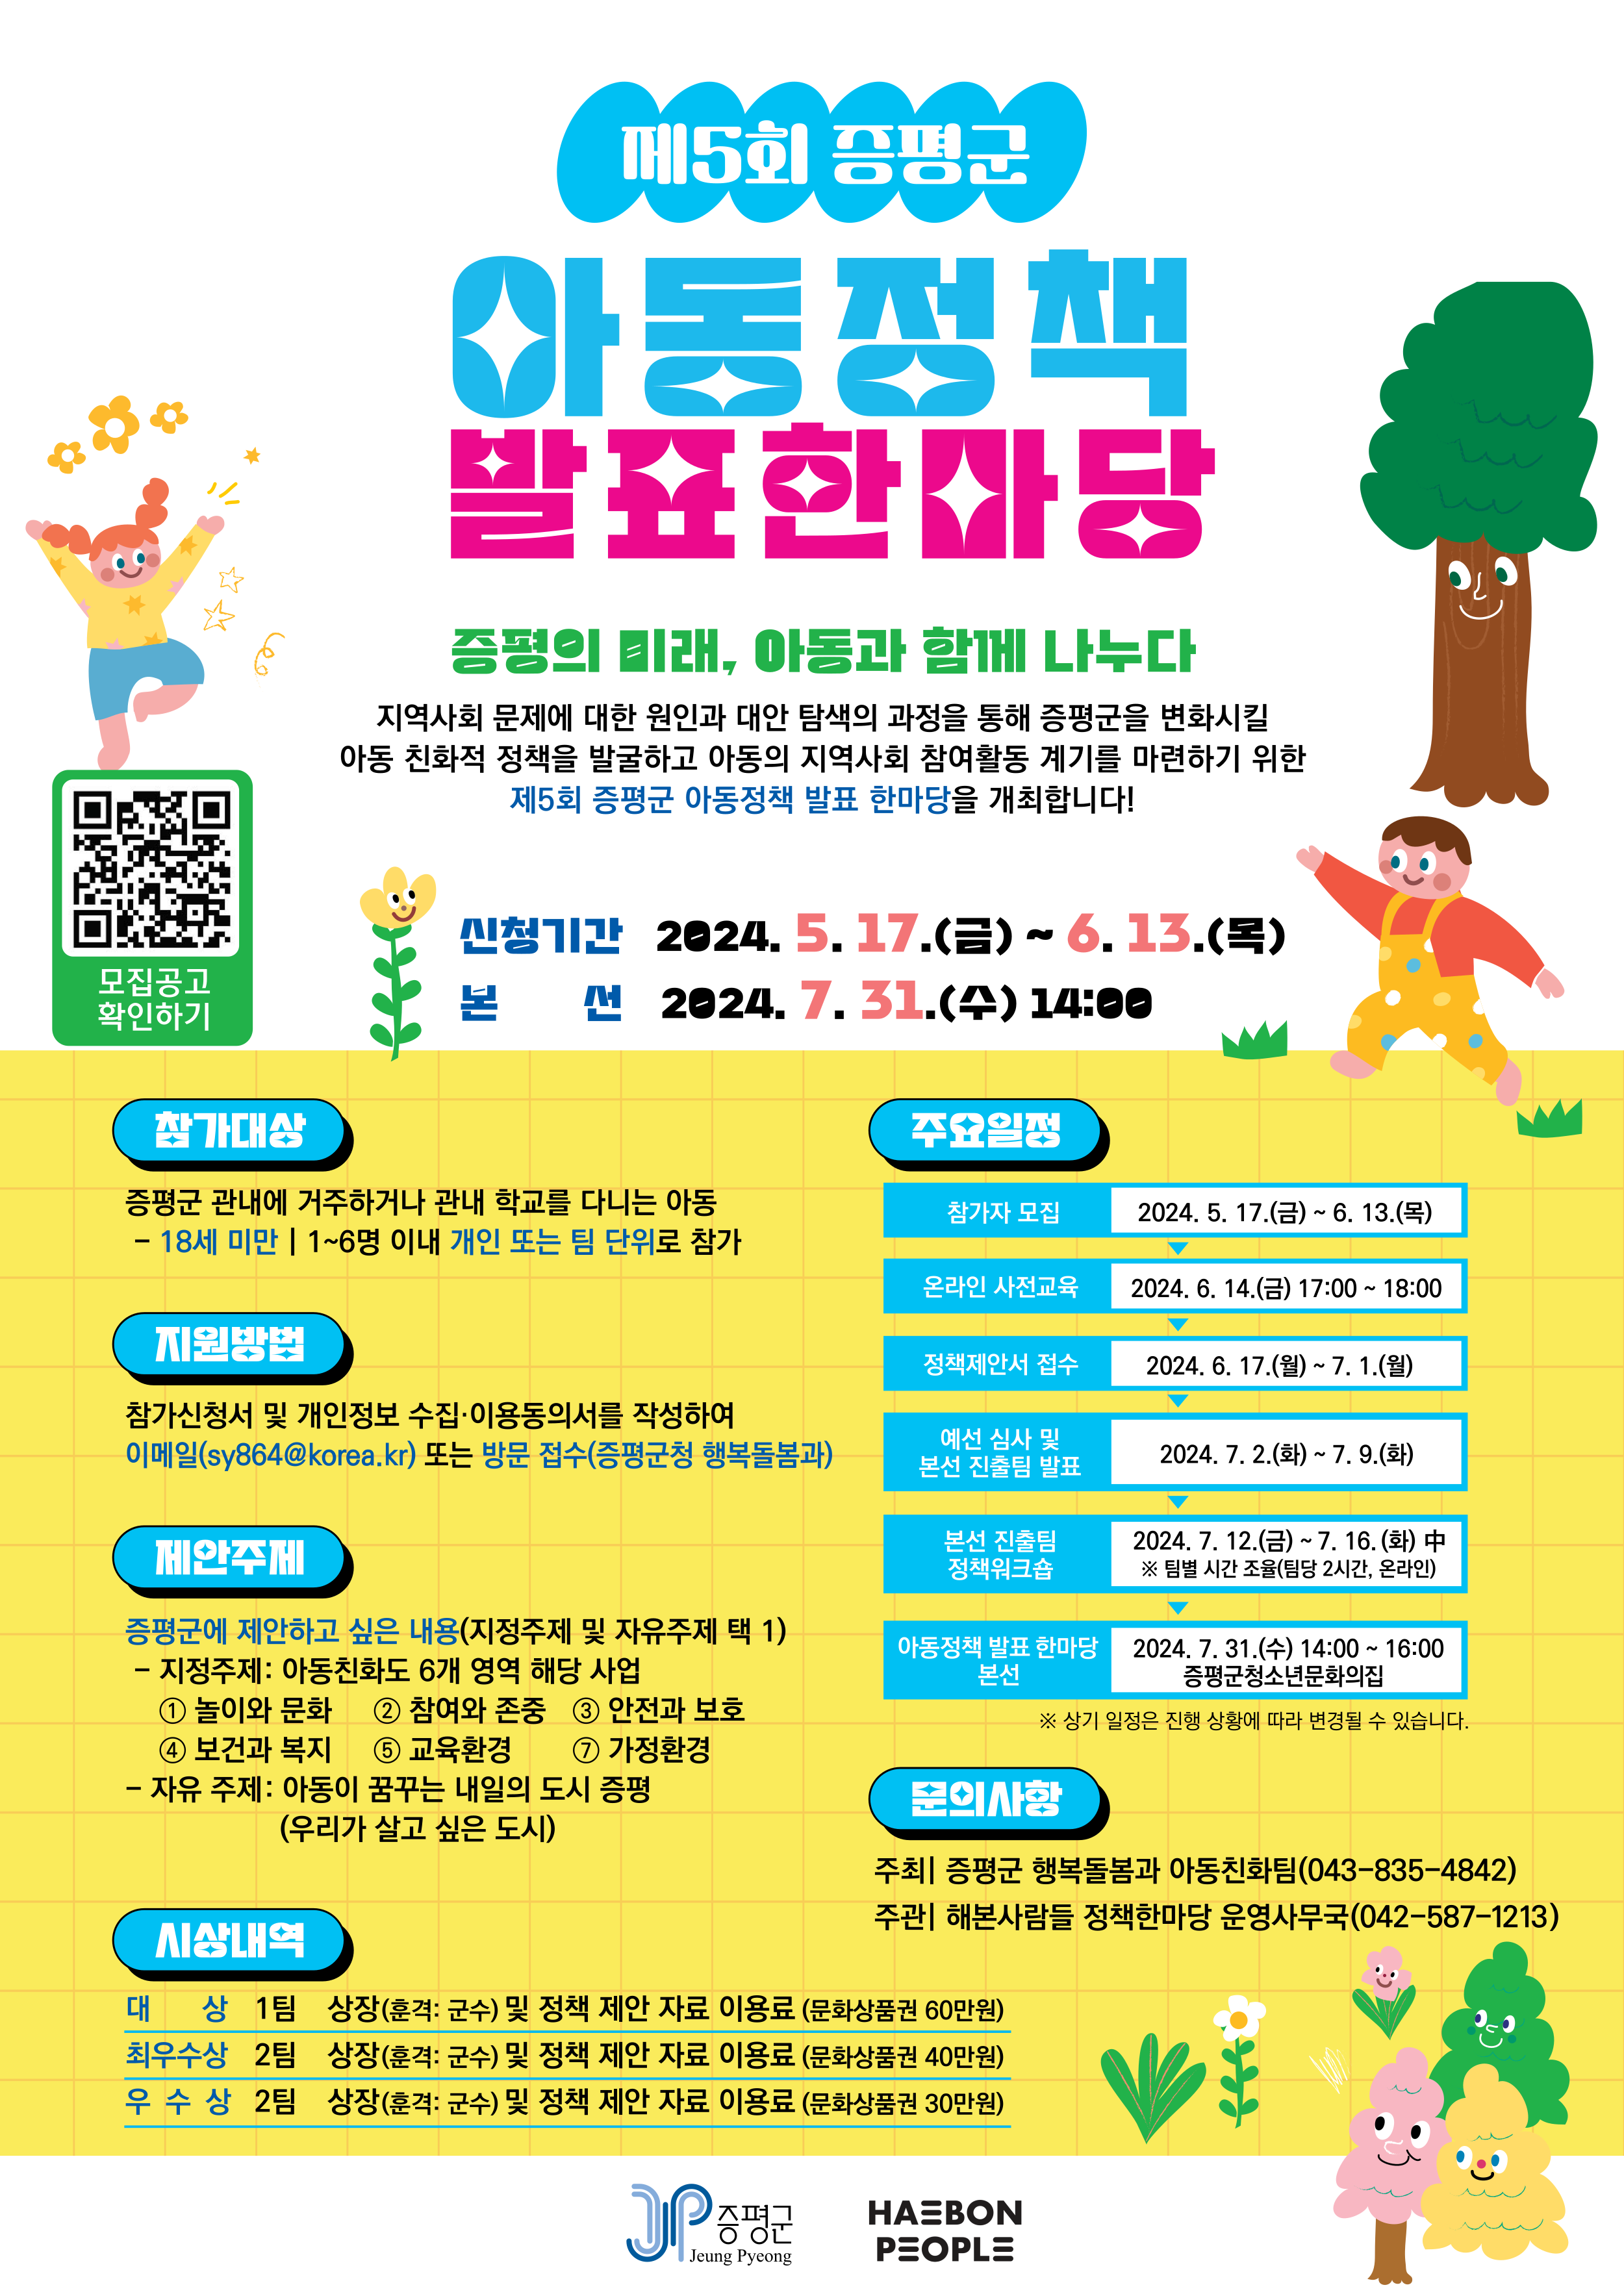 제5회 증평군
아동정책
발표한마당
증평의 미래, 아동과 함께 나누다
지역사회 문제에 대한 원인과 대안 탐색의 과정을 통해 증평군을 변화시킬
아동 친화적 정책을 발굴하고 아동의 지역사회 참여활동 계기를 마련하기 위한
제5회 증평군 아동정책 발표 한마당을 개최합니다!
모집공고
확인하기
신청기간 2024. 5. 17.(금) ~ 6. 13.(목)
본 선 2024. 7. 31.(수) 14:00
참가대상
증평군 관내에 거주하거나 관내 학교를 다니는 아동
- 18세 미만 | 1~6명 이내 개인 또는 팀 단위로 참가
지원방법
참가신청서 및 개인정보 수집·이용동의서를 작성하여
이메일(sy864@korea.kr) 또는 방문 접수(증평군청 행복돌봄과)
제안주제
증평군에 제안하고 싶은 내용(지정주제 및 자유주제 택 1)
- 지정주제: 아동친화도 6개 영역 해당 사업
① 놀이와 문화 ② 참여와 존중 ③ 안전과 보호
④ 보건과 복지 ⑤ 교육환경 ⑦ 가정환경
- 자유 주제: 아동이 꿈꾸는 내일의 도시 증평
(우리가 살고 싶은 도시)
시상내역
대 상 1팀 상장(훈격: 군수) 및 정책 제안 자료 이용료 (문화상품권 60만원)
최우수상 2팀 상장(훈격: 군수) 및 정책 제안 자료 이용료 (문화상품권 40만원)
우 수 상 2팀 상장(훈격: 군수) 및 정책 제안 자료 이용료 (문화상품권 30만원)
주요일정
참가자 모집 2024. 5. 17.(금) ~ 6. 13.(목)
온라인 사전교육 2024. 6. 14.(금) 17:00 ~ 18:00
정책제안서 접수 2024. 6. 17.(월) ~ 7. 1.(월)
예선 심사 및
본선 진출팀 발표
2024. 7. 2.(화) ~ 7. 9.(화)
본선 진출팀
정책워크숍
2024. 7. 12.(금) ~ 7. 16. (화) 中
※ 팀별 시간 조율(팀당 2시간, 온라인)
아동정책 발표 한마당
본선
2024. 7. 31.(수) 14:00 ~ 16:00
증평군청소년문화의집
※ 상기 일정은 진행 상황에 따라 변경될 수 있습니다.
문의사항
주최| 증평군 행복돌봄과 아동친화팀(043-835-4842)
주관| 해본사람들 정책한마당 운영사무국(042-587-1213)
JP 증평군
Jeung Pyeong
HAEBON
PEOPLE